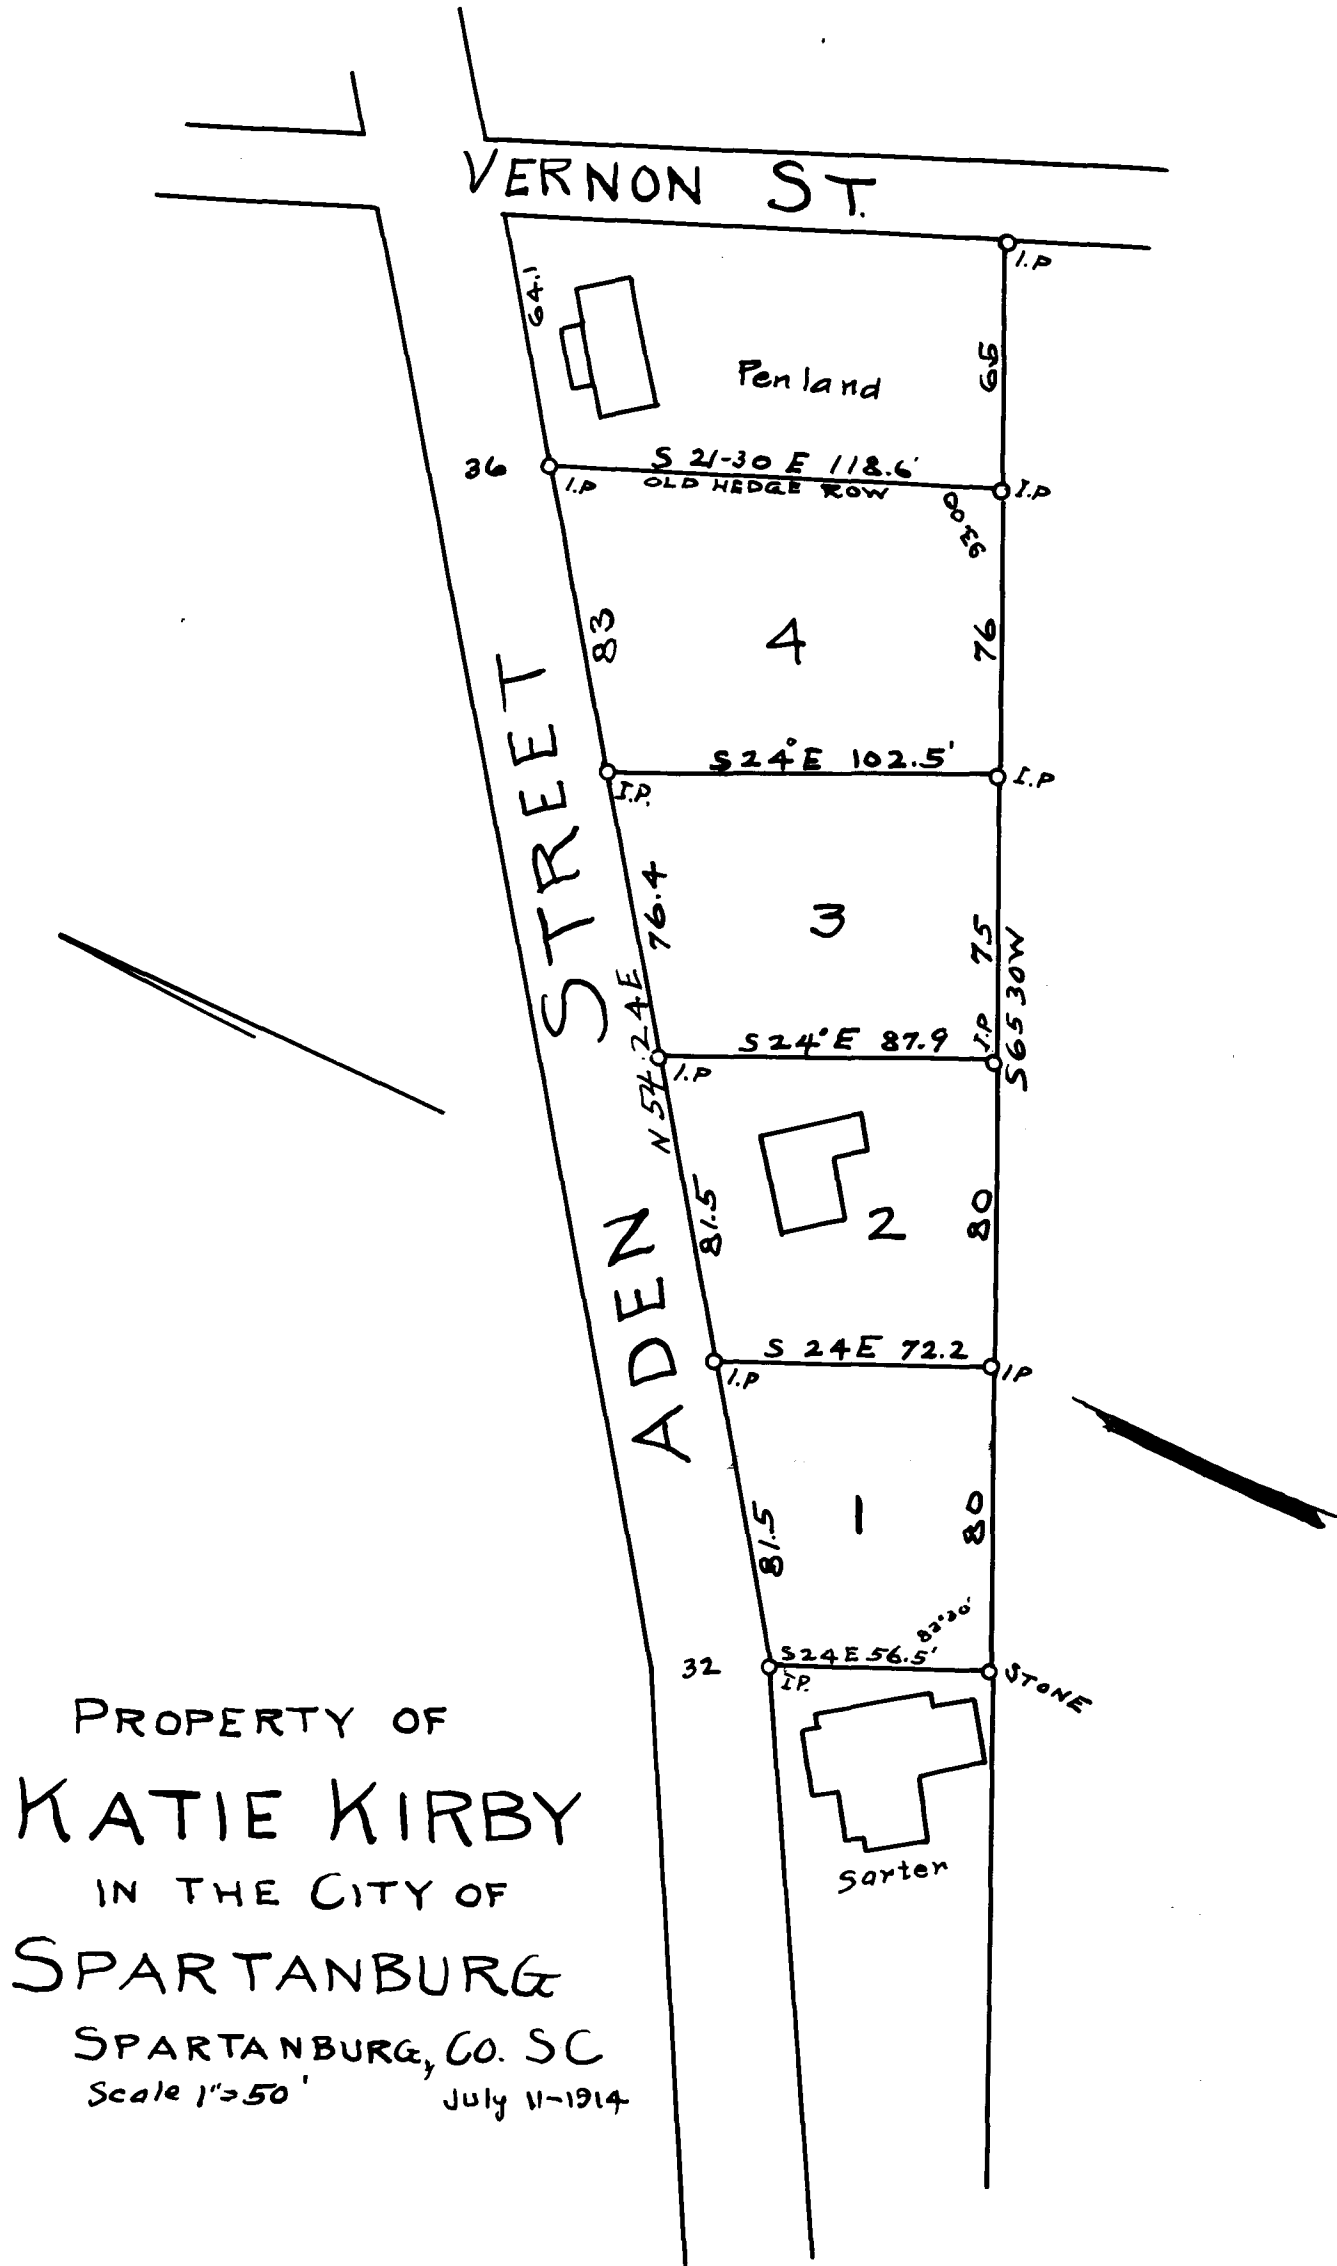 VERNON ST.
I.P
64.1
65
Penland
36
S 21-30 E 118.6'
I.P
OLD HEDGE ROW
I.P
93.00
83
4
76
S 24° E 102.5'
I.P.
I.P
STREET
76.4
3
75
N 54.24E
S65 30W
S 24° E 87.9
I.P
I.P
81.5
2
80
ADEN
S 24 E 72.2
I.P
IP
81.5
1
80
82°30'
32
S 24 E 56.5'
I.P.
STONE
Sarter
PROPERTY OF
KATIE KIRBY
IN THE CITY OF
SPARTANBURG
SPARTANBURG, CO. SC
Scale 1"=50'
July 11-1914